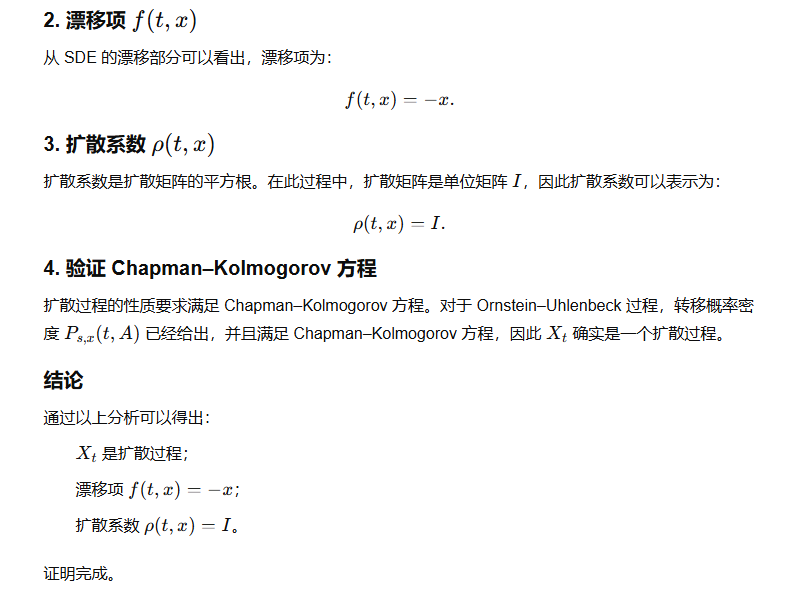 2. 漂移项 f(t, x)
从 SDE 的漂移部分可以看出，漂移项为：
f(t, x) = −x.
3. 扩散系数 ρ(t, x)
扩散系数是扩散矩阵的平方根。在此过程中，扩散矩阵是单位矩阵 I，因此扩散系数可以表示为：
ρ(t, x) = I.
4. 验证 Chapman–Kolmogorov 方程
扩散过程的性质要求满足 Chapman–Kolmogorov 方程。对于 Ornstein–Uhlenbeck 过程，转移概率密
度 P_{s,x}(t, A) 已经给出，并且满足 Chapman–Kolmogorov 方程，因此 X_t 确实是一个扩散过程。
结论
通过以上分析可以得出：
X_t 是扩散过程；
漂移项 f(t, x) = −x；
扩散系数 ρ(t, x) = I。
证明完成。